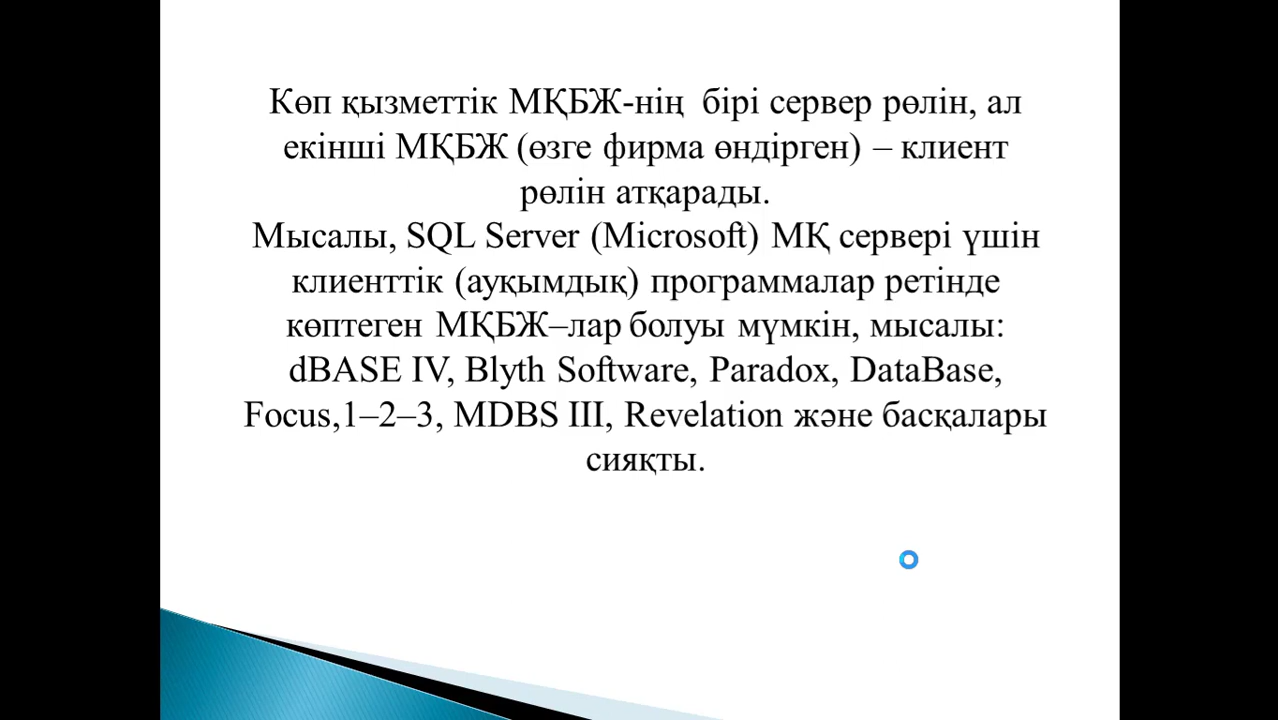 Көп қызметтік МҚБЖ-нің  бірі сервер рөлін, ал
екінші МҚБЖ (өзге фирма өндірген) – клиент
рөлін атқарады.
Мысалы, SQL Server (Microsoft) МҚ сервері үшін
клиенттік (ауқымдық) программалар ретінде
көптеген МҚБЖ–лар болуы мүмкін, мысалы:
dBASE IV, Blyth Software, Paradox, DataBase,
Focus,1–2–3, MDBS III, Revelation және басқалары
сияқты.